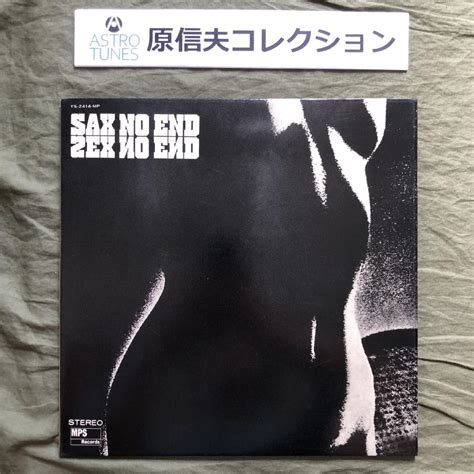 ASTRO
TUNES
原信夫コレクション
YS-2414-MP
SAX NO END
SEX NO END
STEREO
MPS
Records